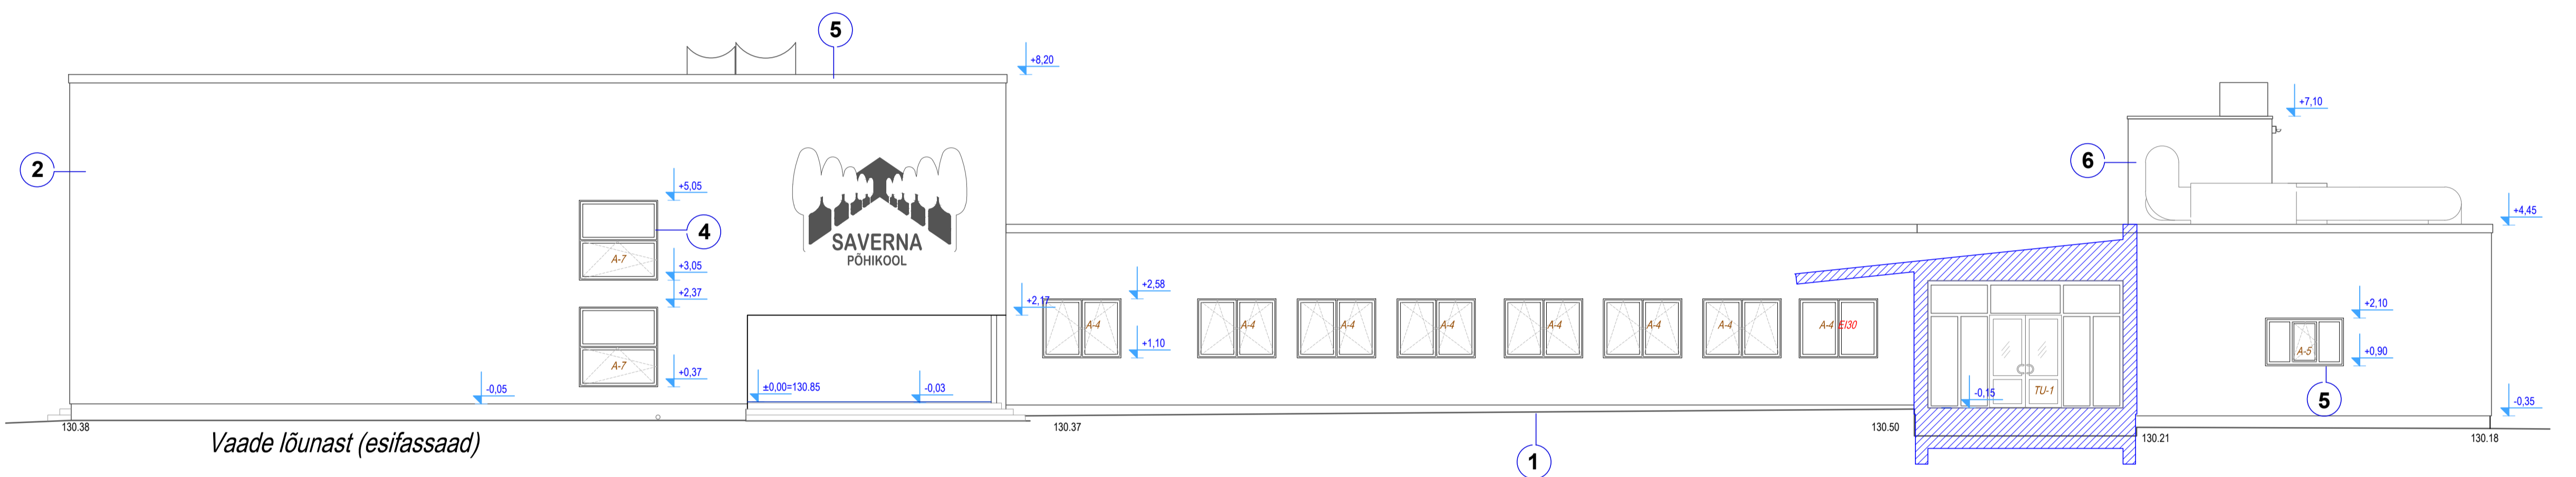 5
+8,20
+7,10
2
6
+5,05
4
+4,45
SAVERNA
PÕHIKOOL
A-7
+3,05
+2,37
+2,58
+2,17
+2,10
A-4
A-4
A-4
A-4
A-4
A-4
A-4
A-4 EI30
+1,10
A-5
+0,90
A-7
+0,37
-0,05
±0,00=130.85
-0,03
TU-1
-0,15
5
-0,35
130.38
130.37
130.50
130.21
130.18
Vaade lõunast (esifassaad)
1